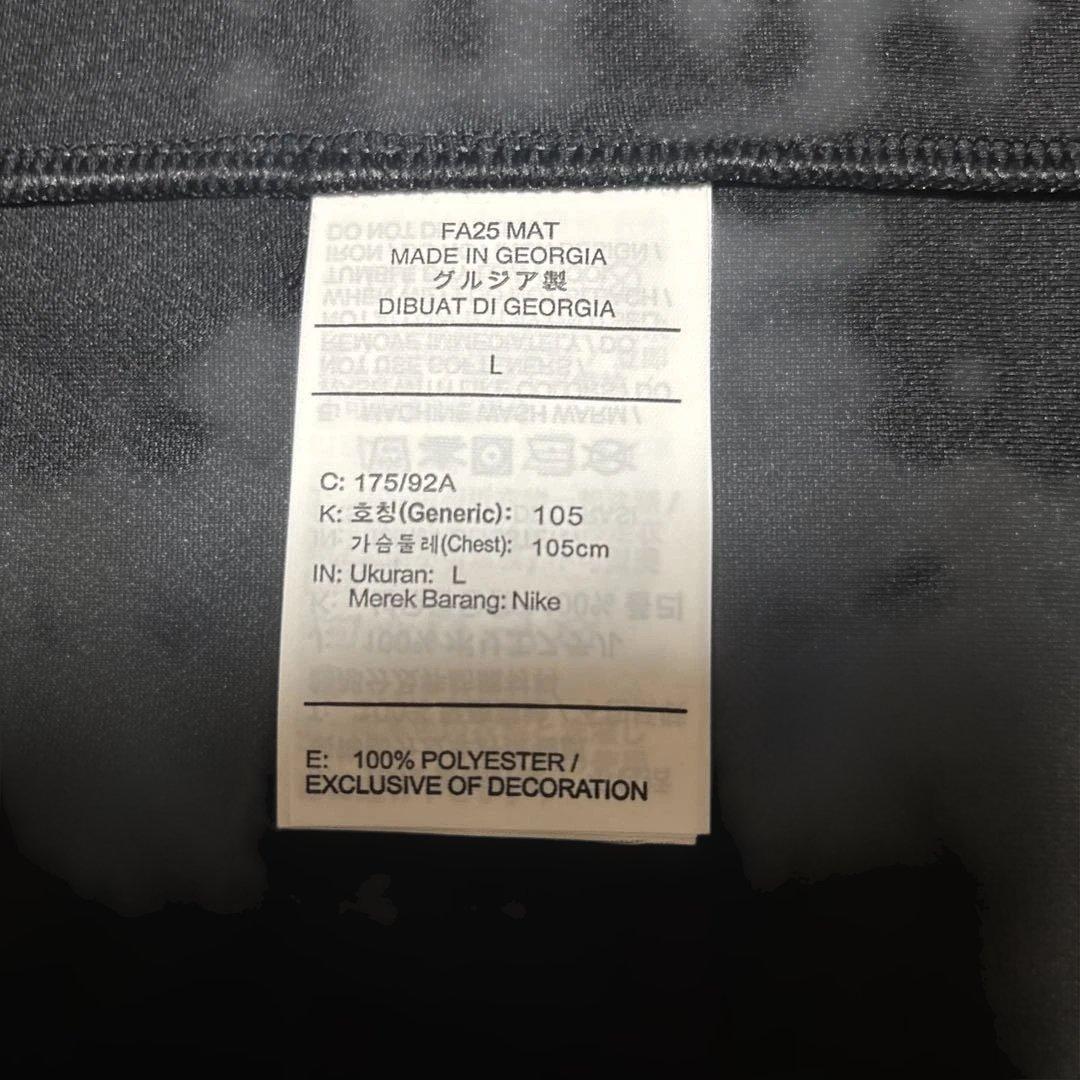 FA25 MAT
MADE IN GEORGIA
グルジア製
DIBUAT DI GEORGIA
L
C: 175/92A
K: 호칭(Generic): 105
가슴둘레(Chest): 105cm
IN: Ukuran: L
Merek Barang: Nike
E: 100% POLYESTER /
EXCLUSIVE OF DECORATION